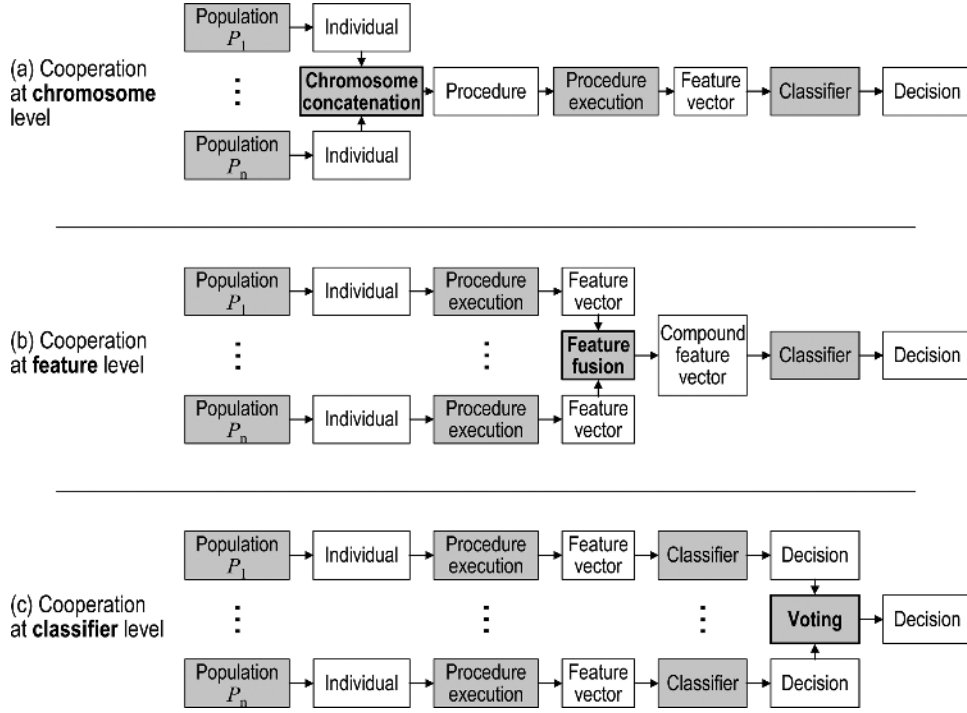 Population
P1
Individual
(a) Cooperation
at chromosome
level
Chromosome
concatenation
Procedure
Procedure
execution
Feature
vector
Classifier
Decision
Population
Pn
Individual
Population
P1
Individual
Procedure
execution
Feature
vector
(b) Cooperation
at feature level
Feature
fusion
Compound
feature
vector
Classifier
Decision
Population
Pn
Individual
Procedure
execution
Feature
vector
Population
P1
Individual
Procedure
execution
Feature
vector
Classifier
Decision
(c) Cooperation
at classifier level
Voting
Decision
Population
Pn
Individual
Procedure
execution
Feature
vector
Classifier
Decision